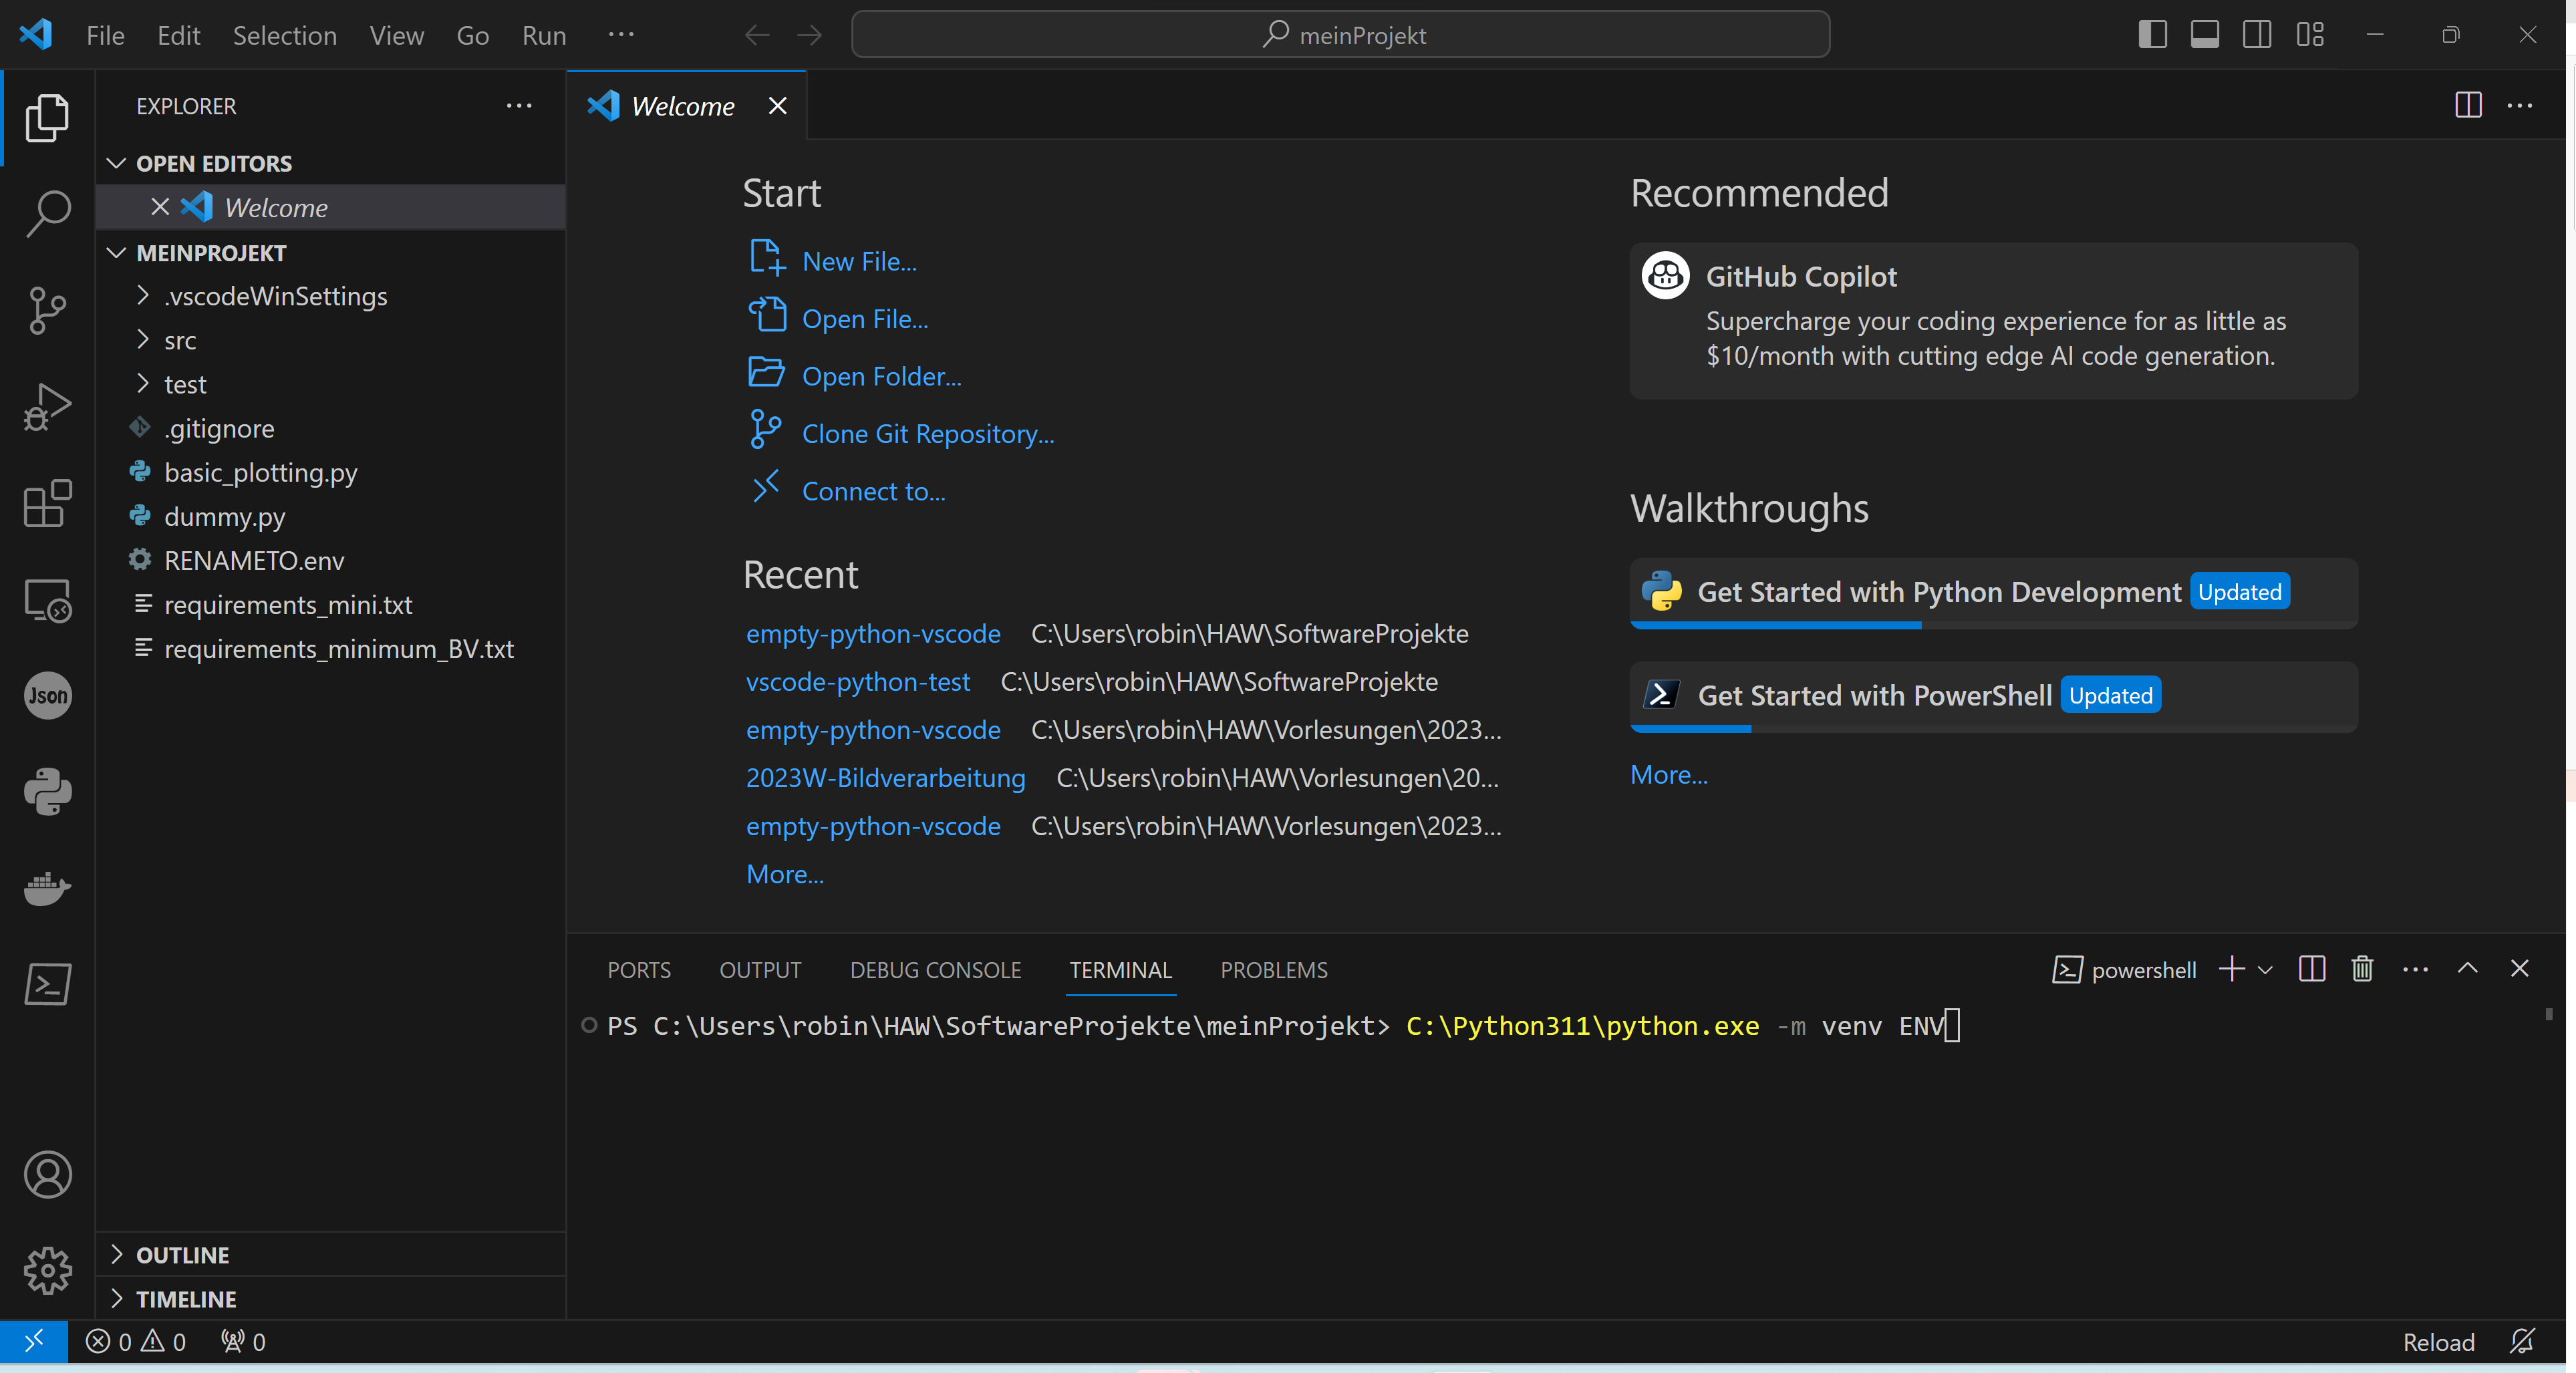 File Edit Selection View Go Run ···
meinProjekt
EXPLORER ···
OPEN EDITORS
Welcome
MEINPROJEKT
.vscodeWinSettings
src
test
.gitignore
basic_plotting.py
dummy.py
RENAMETO.env
requirements_mini.txt
requirements_minimum_BV.txt
Json
OUTLINE
TIMELINE
Welcome
Start
New File...
Open File...
Open Folder...
Clone Git Repository...
Connect to...
Recent
empty-python-vscode C:\Users\robin\HAW\SoftwareProjekte
vscode-python-test C:\Users\robin\HAW\SoftwareProjekte
empty-python-vscode C:\Users\robin\HAW\Vorlesungen\2023...
2023W-Bildverarbeitung C:\Users\robin\HAW\Vorlesungen\20...
empty-python-vscode C:\Users\robin\HAW\Vorlesungen\2023...
More...
Recommended
GitHub Copilot
Supercharge your coding experience for as little as
$10/month with cutting edge AI code generation.
Walkthroughs
Get Started with Python Development Updated
Get Started with PowerShell Updated
More...
PORTS OUTPUT DEBUG CONSOLE TERMINAL PROBLEMS
powershell
PS C:\Users\robin\HAW\SoftwareProjekte\meinProjekt> C:\Python311\python.exe -m venv ENV
0 0 0
Reload